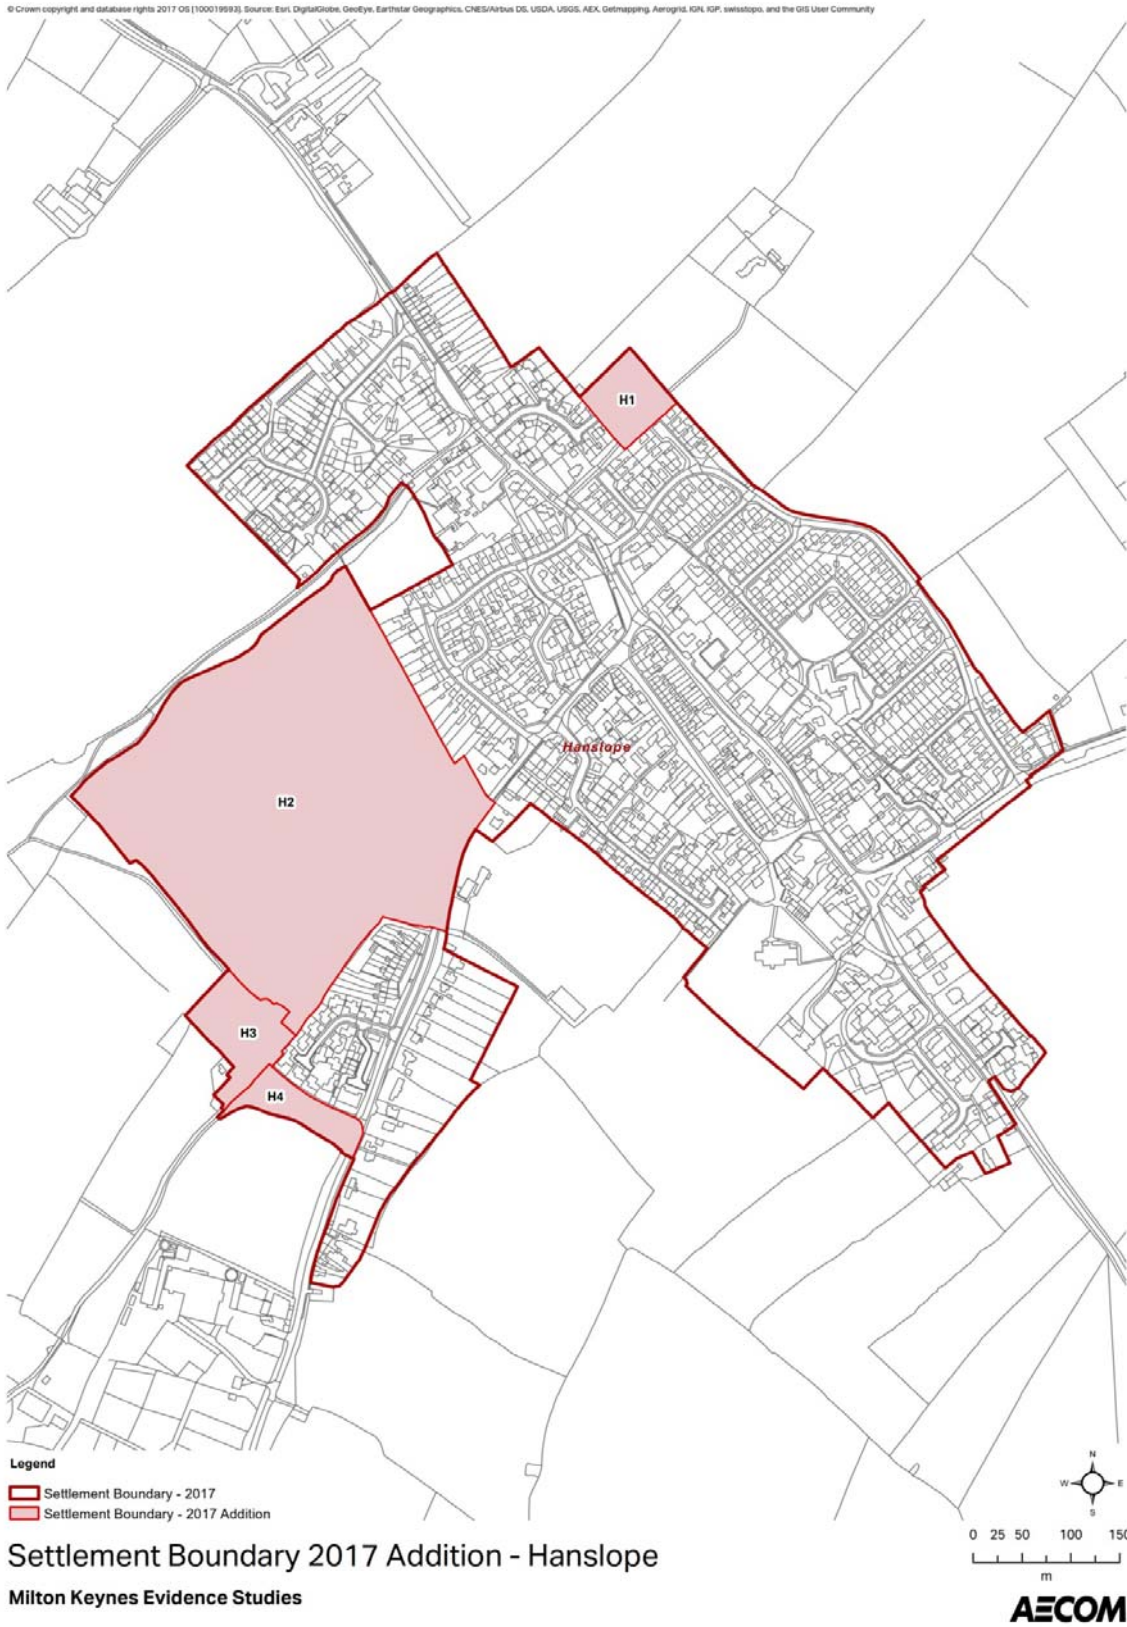 © Crown copyright and database rights 2017 OS [100019593]. Source: Esri, DigitalGlobe, GeoEye, Earthstar Geographics, CNES/Airbus DS, USDA, USGS, AEX, Getmapping, Aerogrid, IGN, IGP, swisstopo, and the GIS User Community
H1
Hanslope
H2
H3
H4
Legend
Settlement Boundary - 2017
Settlement Boundary - 2017 Addition
N
W E
S
Settlement Boundary 2017 Addition - Hanslope
0 25 50 100 150
m
Milton Keynes Evidence Studies
AECOM